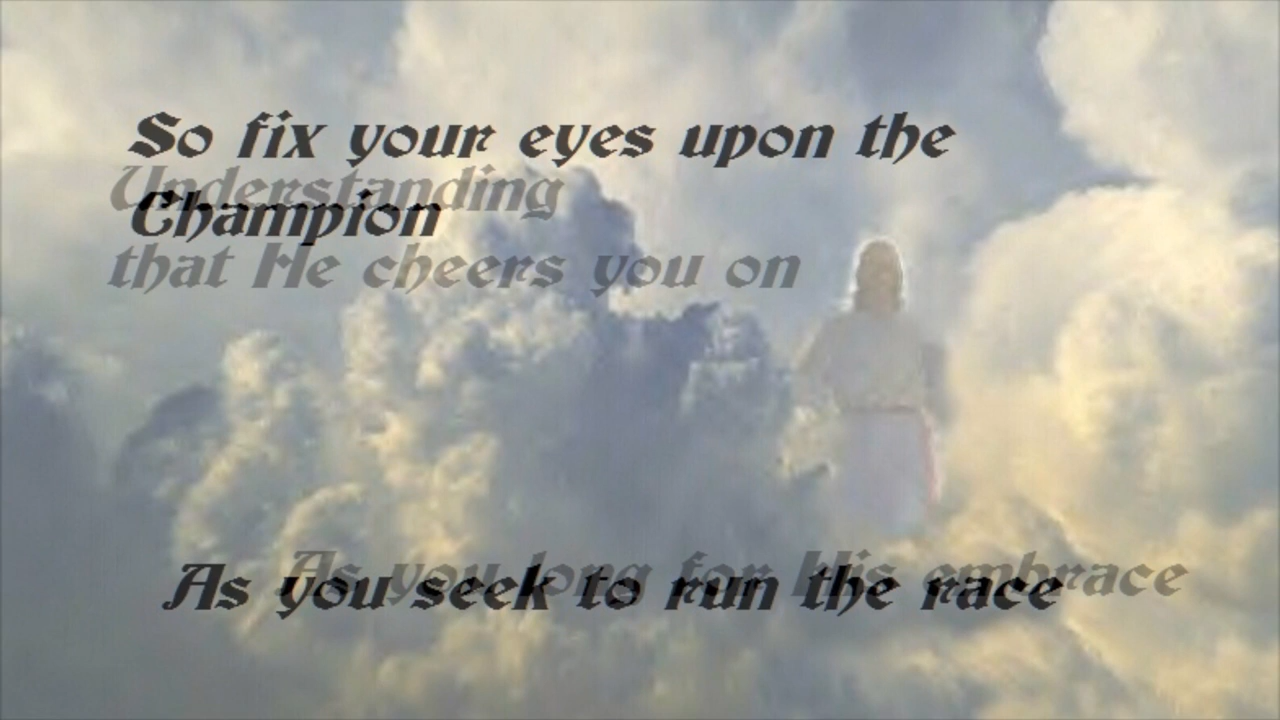 So fix your eyes upon the
Understanding
Champion
that He cheers you on
As you long for His embrace
As you seek to run the race